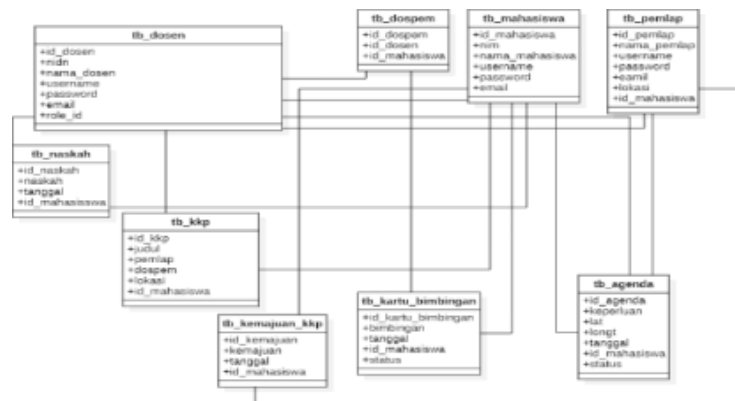 tb_dosen
+id_dosen
+nidn
+nama_dosen
+username
+password
+email
+role_id
tb_dospem
+id_dospem
+id_dosen
+id_mahasiswa
tb_mahasiswa
+id_mahasiswa
+nim
+nama_mahasiswa
+username
+password
+email
tb_pemlap
+id_pemlap
+nama_pemlap
+username
+password
+eamil
+lokasi
+id_mahasiswa
tb_naskah
+id_naskah
+naskah
+tanggal
+id_mahasisswa
tb_kkp
+id_kkp
+judul
+pemlap
+dospem
+lokasi
+id_mahasiswa
tb_kemajuan_kkp
+id_kemajuan
+kemajuan
+tanggal
+id_mahasiswa
tb_kartu_bimbingan
+id_kartu_bimbingan
+bimbingan
+tanggal
+id_mahasiswa
+status
tb_agenda
+id_agenda
+keperluan
+lat
+longt
+tanggal
+id_mahasiswa
+status